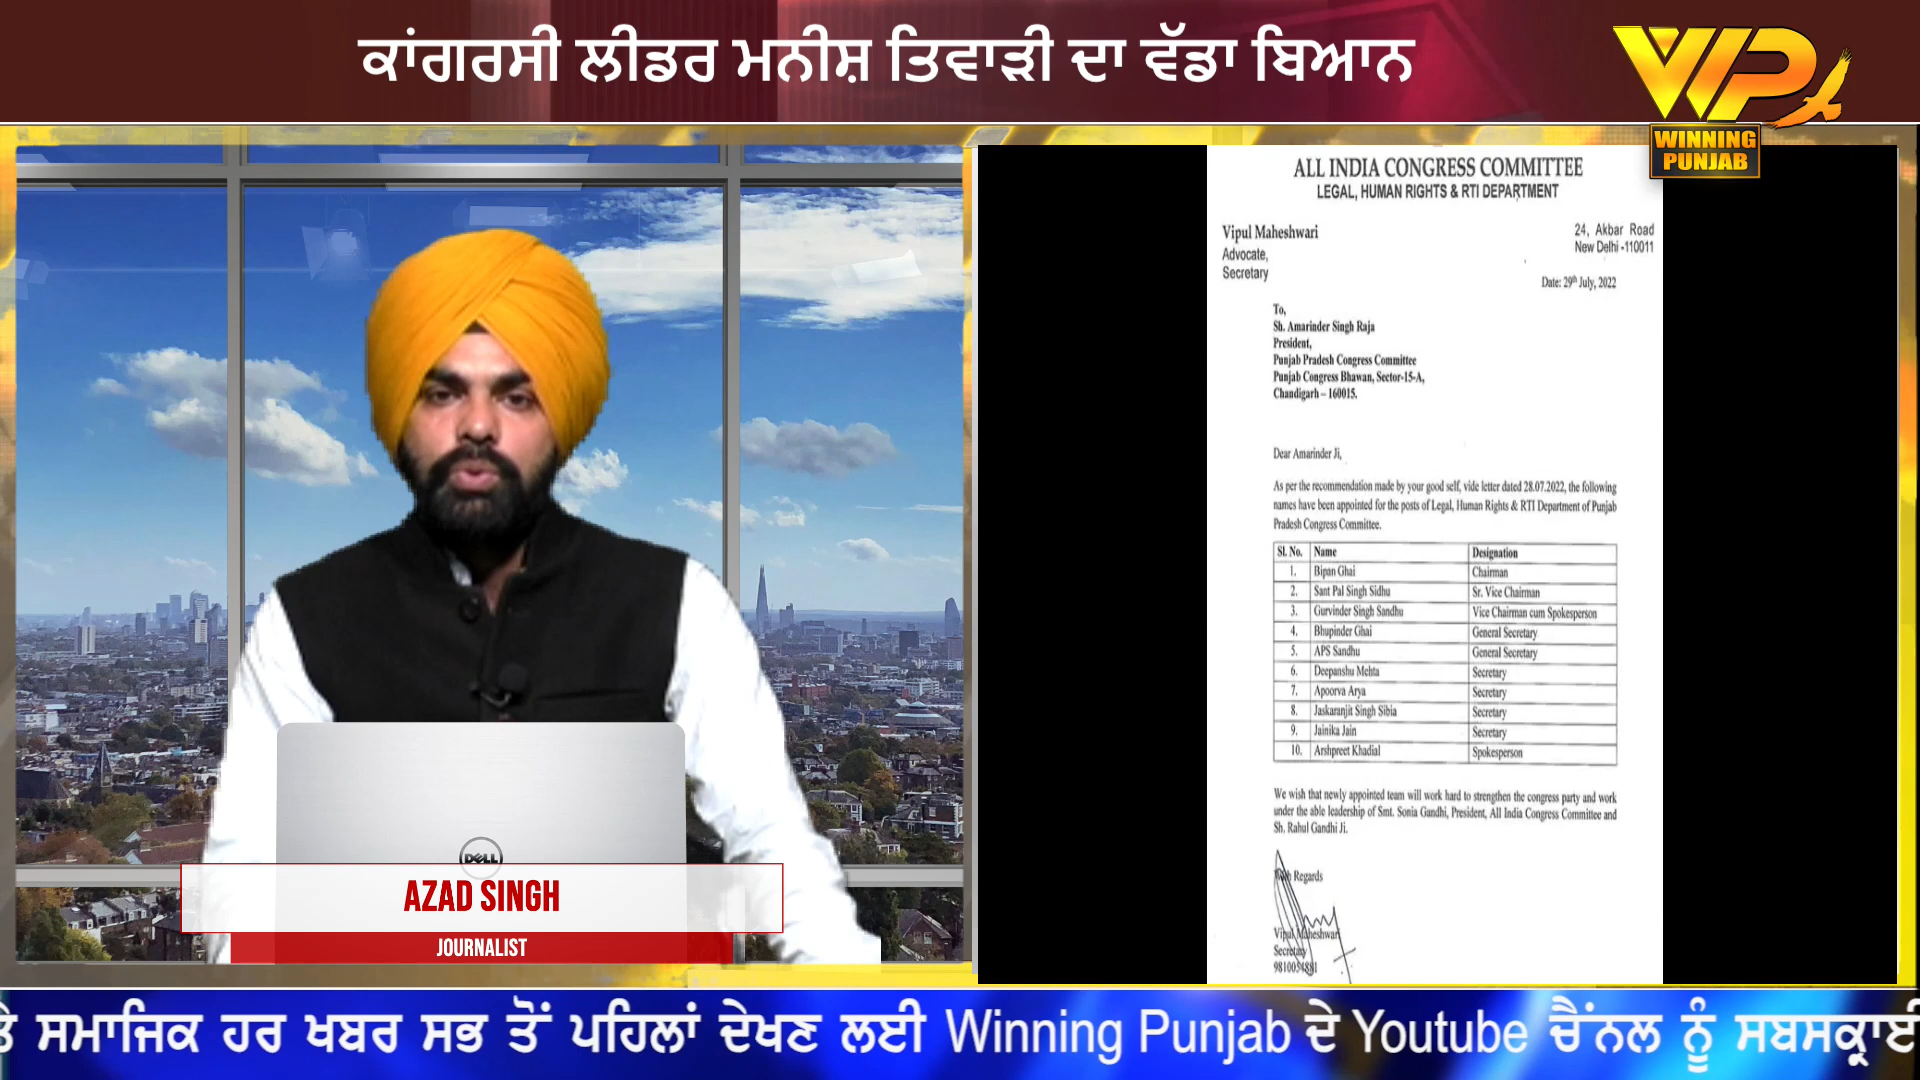 ਕਾਂਗਰਸੀ ਲੀਡਰ ਮਨੀਸ਼ ਤਿਵਾੜੀ ਦਾ ਵੱਡਾ ਬਿਆਨ
WP
WINNING
PUNJAB
ALL INDIA CONGRESS COMMITTEE
LEGAL, HUMAN RIGHTS & RTI DEPARTMENT
Vipul Maheshwari
Advocate,
Secretary
24, Akbar Road
New Delhi -110011
Date: 29th July, 2022
To,
Sh. Amarinder Singh Raja
President,
Punjab Pradesh Congress Committee
Punjab Congress Bhawan, Sector-15-A,
Chandigarh – 160015.
Dear Amarinder Ji,
As per the recommendation made by your good self, vide letter dated 28.07.2022, the following
names have been appointed for the posts of Legal, Human Rights & RTI Department of Punjab
Pradesh Congress Committee.
Sl. No. Name Designation
1. Bipan Ghai Chairman
2. Sant Pal Singh Sidhu Sr. Vice Chairman
3. Gurvinder Singh Sandhu Vice Chairman cum Spokesperson
4. Bhupinder Ghai General Secretary
5. APS Sandhu General Secretary
6. Deepanshu Mehta Secretary
7. Apoorva Arya Secretary
8. Jaskaranjit Singh Sibia Secretary
9. Jainika Jain Secretary
10. Arshpreet Khadial Spokesperson
We wish that newly appointed team will work hard to strengthen the congress party and work
under the able leadership of Smt. Sonia Gandhi, President, All India Congress Committee and
Sh. Rahul Gandhi Ji.
With Regards
Vipul Maheshwari
Secretary
9810054881
DELL
AZAD SINGH
JOURNALIST
ਸਮਾਜਿਕ ਹਰ ਖਬਰ ਸਭ ਤੋਂ ਪਹਿਲਾਂ ਦੇਖਣ ਲਈ Winning Punjab ਦੇ Youtube ਚੈਂਨਲ ਨੂੰ ਸਬਸਕ੍ਰਾਈ